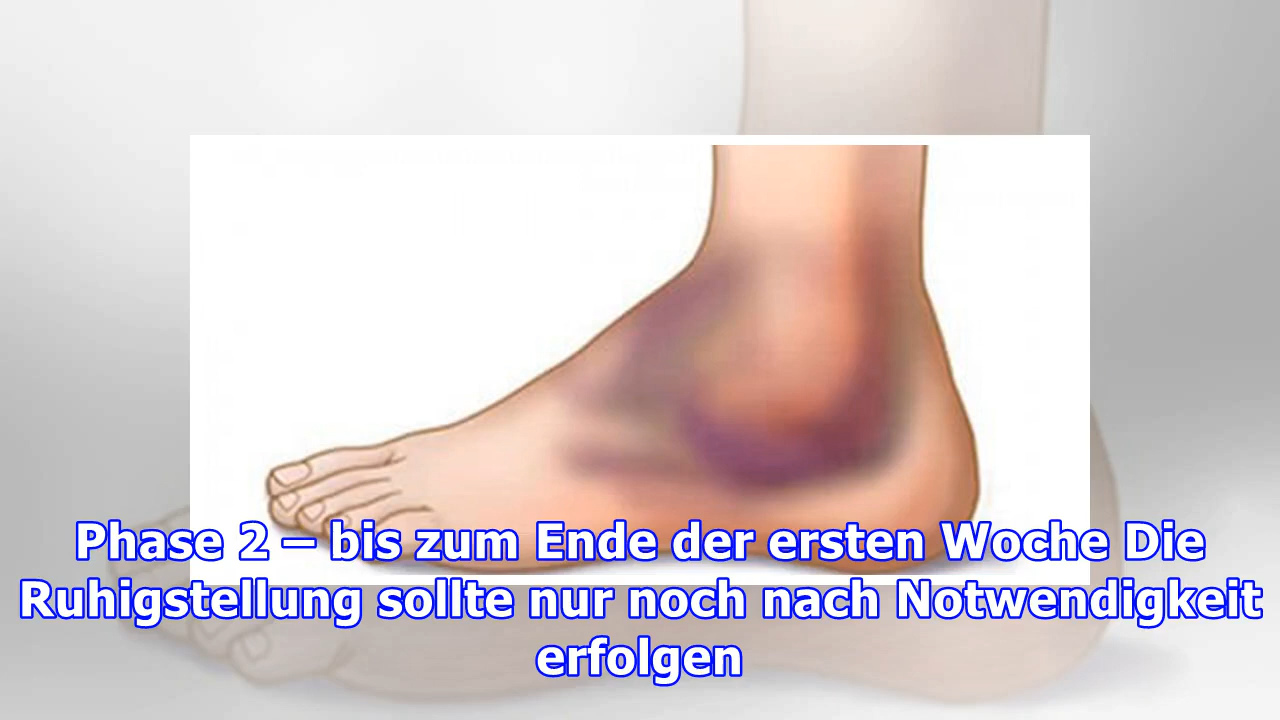 Phase 2 – bis zum Ende der ersten Woche Die
Ruhigstellung sollte nur noch nach Notwendigkeit
erfolgen